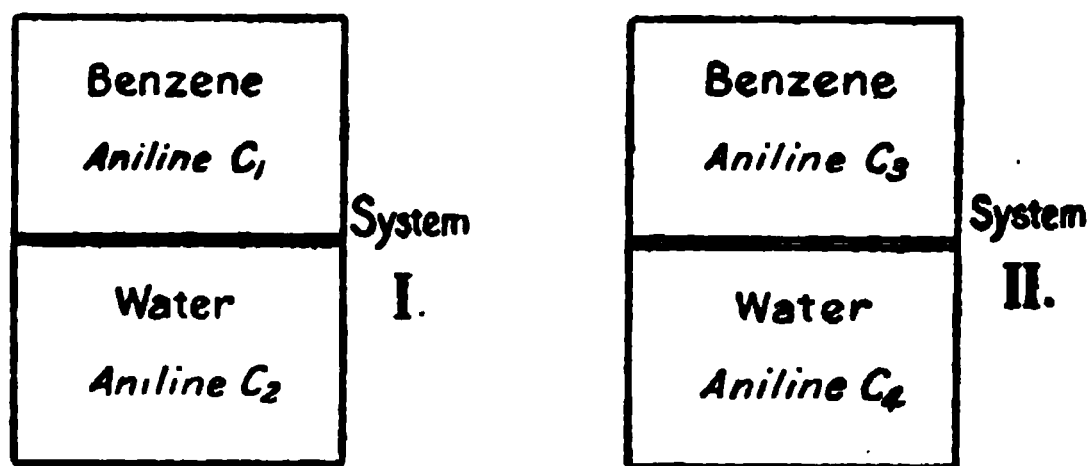 Benzene
Aniline C₁
Water
Aniline C₂
System
I.
Benzene
Aniline C₃
Water
Aniline C₄
System
II.